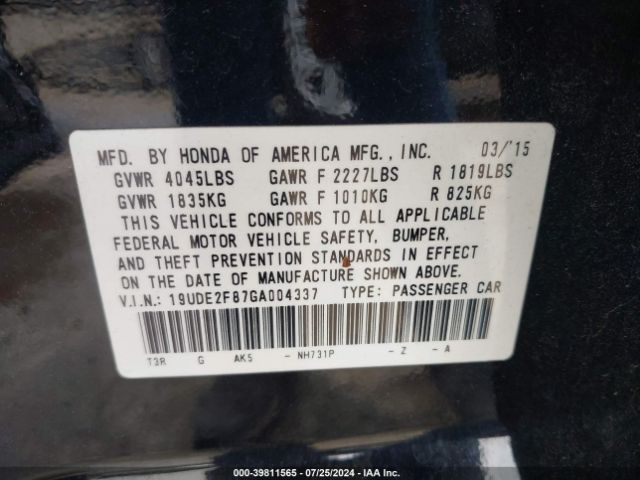 MFD. BY HONDA OF AMERICA MFG., INC. 03/'15
GVWR 4045LBS GAWR F 2227LBS R 1819LBS
GVWR 1835KG GAWR F 1010KG R 825KG
THIS VEHICLE CONFORMS TO ALL APPLICABLE
FEDERAL MOTOR VEHICLE SAFETY, BUMPER,
AND THEFT PREVENTION STANDARDS IN EFFECT
ON THE DATE OF MANUFACTURE SHOWN ABOVE.
V.I.N.: 19UDE2F87GA004337 TYPE: PASSENGER CAR
T3R G AK5 - NH731P - Z - A
000-39811565 - 07/25/2024 - IAA Inc.